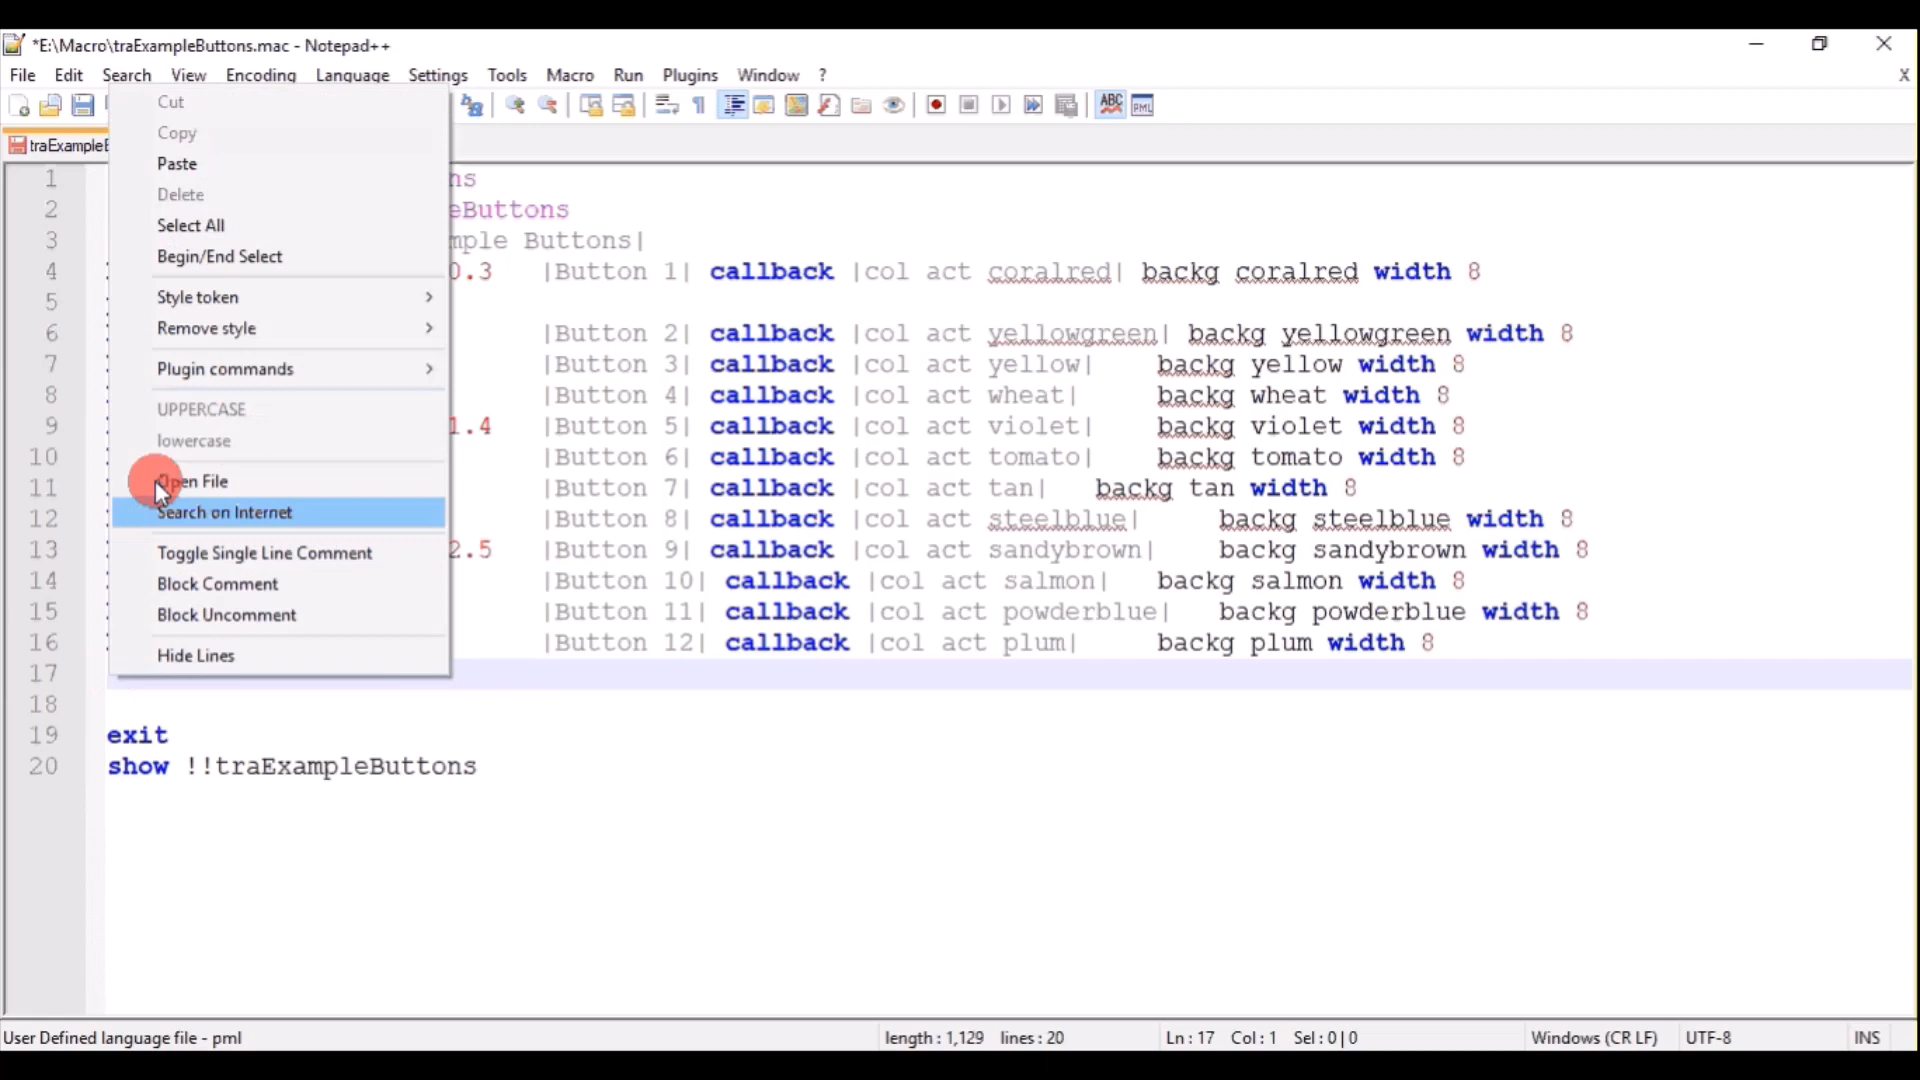 *E:\Macro\traExampleButtons.mac - Notepad++
File Edit Search View Encoding Language Settings Tools Macro Run Plugins Window ? X
ABC PML
traExampleB
Cut
Copy
Paste
Delete
Select All
Begin/End Select
Style token
Remove style
Plugin commands
UPPERCASE
lowercase
Open File
Search on Internet
Toggle Single Line Comment
Block Comment
Block Uncomment
Hide Lines
1 ns
2 eButtons
3 mple Buttons|
4 0.3 |Button 1| callback |col act coralred| backg coralred width 8
5
6 |Button 2| callback |col act yellowgreen| backg yellowgreen width 8
7 |Button 3| callback |col act yellow| backg yellow width 8
8 |Button 4| callback |col act wheat| backg wheat width 8
9 1.4 |Button 5| callback |col act violet| backg violet width 8
10 |Button 6| callback |col act tomato| backg tomato width 8
11 |Button 7| callback |col act tan| backg tan width 8
12 |Button 8| callback |col act steelblue| backg steelblue width 8
13 2.5 |Button 9| callback |col act sandybrown| backg sandybrown width 8
14 |Button 10| callback |col act salmon| backg salmon width 8
15 |Button 11| callback |col act powderblue| backg powderblue width 8
16 |Button 12| callback |col act plum| backg plum width 8
17
18
19 exit
20 show !!traExampleButtons
User Defined language file - pml length : 1,129 lines : 20 Ln : 17 Col : 1 Sel : 0 | 0 Windows (CR LF) UTF-8 INS